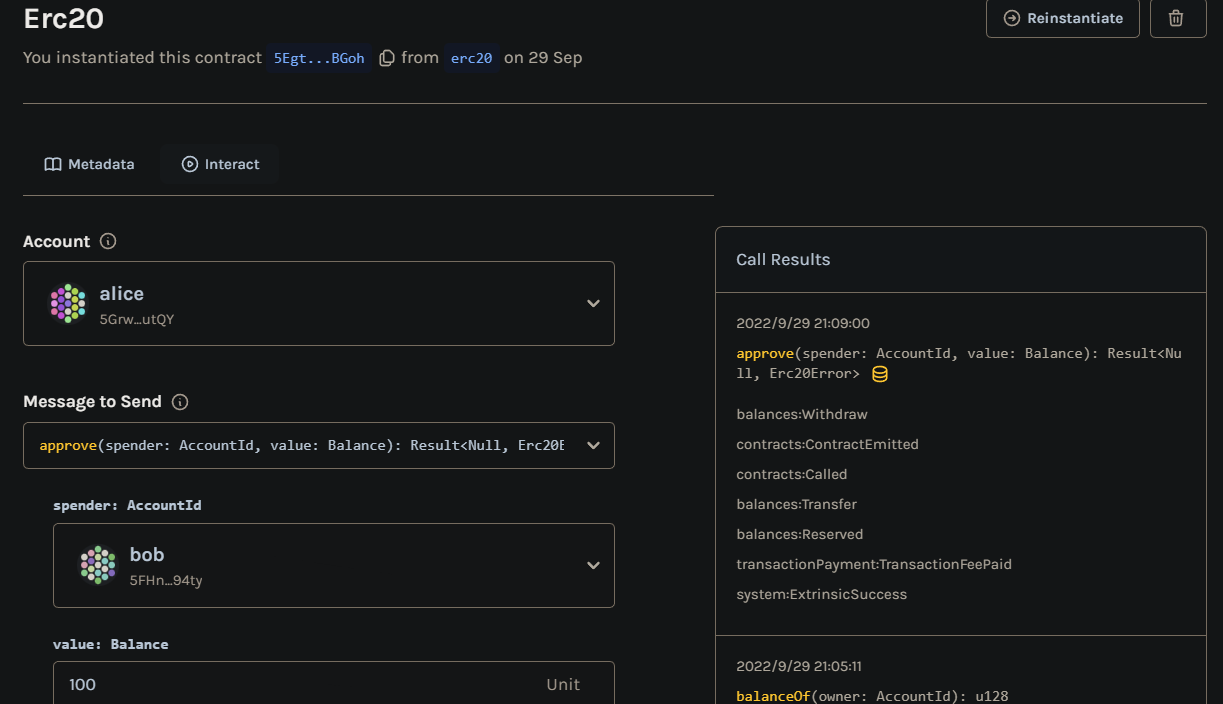 Erc20
Reinstantiate
You instantiated this contract 5Egt...BGoh from erc20 on 29 Sep
Metadata
Interact
Account
alice
5Grw…utQY
Message to Send
approve(spender: AccountId, value: Balance): Result<Null, Erc20E
spender: AccountId
bob
5FHn…94ty
value: Balance
100
Unit
Call Results
2022/9/29 21:09:00
approve(spender: AccountId, value: Balance): Result<Nu
ll, Erc20Error>
balances:Withdraw
contracts:ContractEmitted
contracts:Called
balances:Transfer
balances:Reserved
transactionPayment:TransactionFeePaid
system:ExtrinsicSuccess
2022/9/29 21:05:11
balanceOf(owner: AccountId): u128